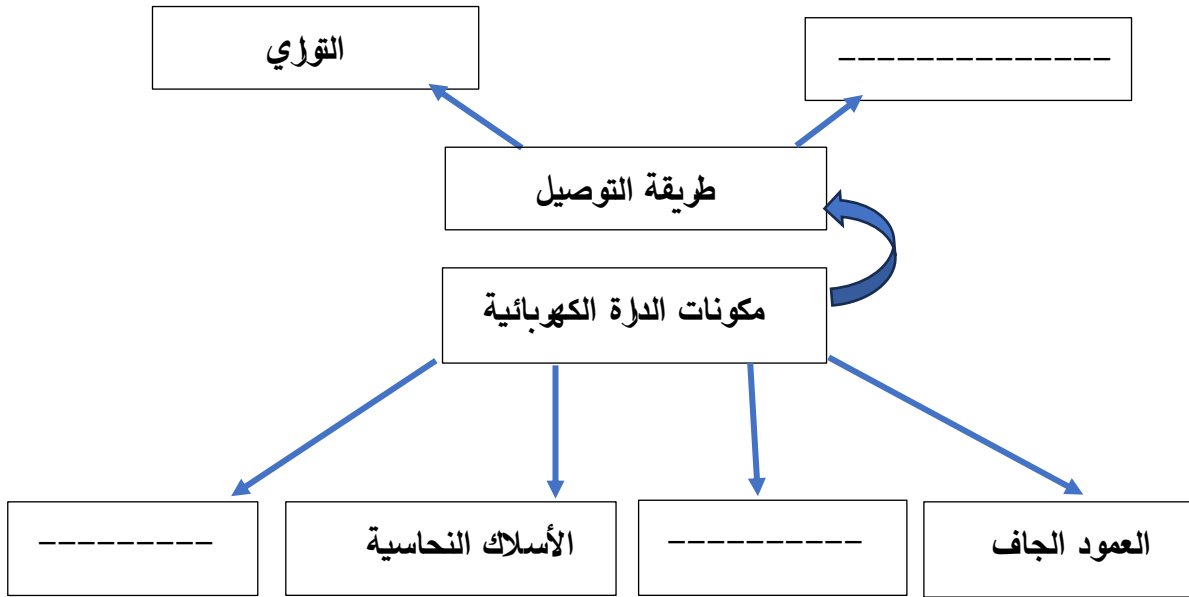 التوازي
--------------
طريقة التوصيل
مكونات الدارة الكهربائية
العمود الجاف
----------
الأسلاك النحاسية
---------